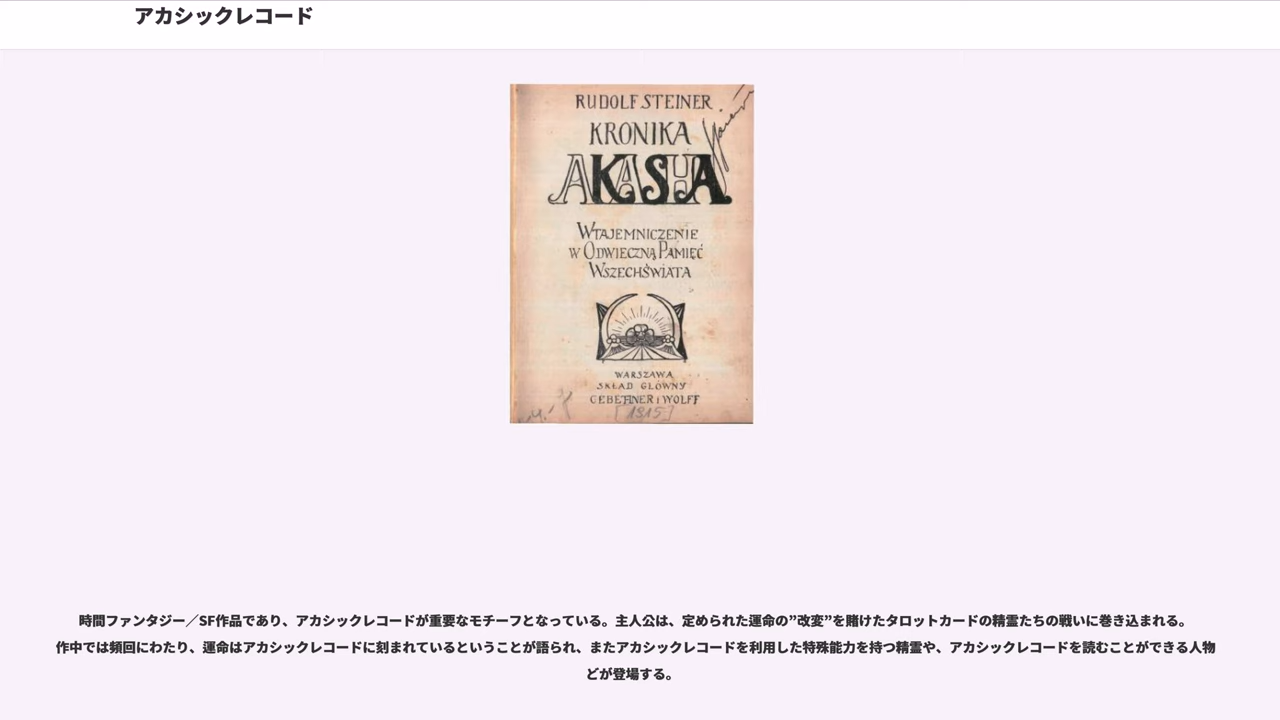 アカシックレコード
RUDOLF STEINER
KRONIKA
AKASHA
WTAJEMNICZENIE
W ODWIECZNĄ PAMIĘĆ
WSZECHŚWIATA
WARSZAWA
SKŁAD GŁÓWNY
GEBETHNER i WOLFF
時間ファンタジー／SF作品であり、アカシックレコードが重要なモチーフとなっている。主人公は、定められた運命の”改変”を賭けたタロットカードの精霊たちの戦いに巻き込まれる。
作中では頻回にわたり、運命はアカシックレコードに刻まれているということが語られ、またアカシックレコードを利用した特殊能力を持つ精霊や、アカシックレコードを読むことができる人物
どが登場する。